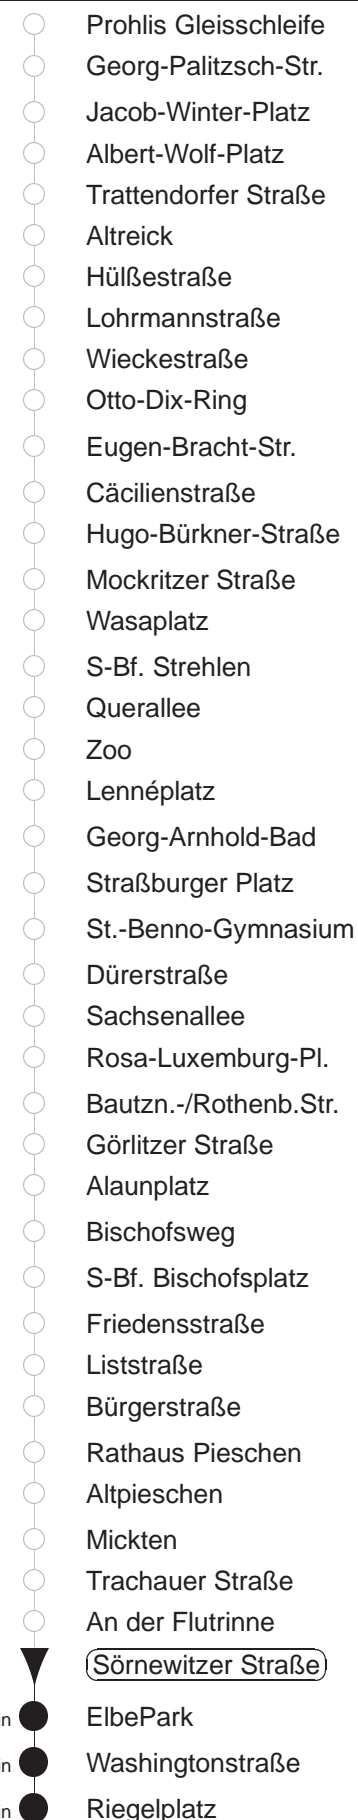 Prohlis Gleisschleife
Georg-Palitzsch-Str.
Jacob-Winter-Platz
Albert-Wolf-Platz
Trattendorfer Straße
Altreick
Hülßestraße
Lohrmannstraße
Wieckestraße
Otto-Dix-Ring
Eugen-Bracht-Str.
Cäcilienstraße
Hugo-Bürkner-Straße
Mockritzer Straße
Wasaplatz
S-Bf. Strehlen
Querallee
Zoo
Lennéplatz
Georg-Arnhold-Bad
Straßburger Platz
St.-Benno-Gymnasium
Dürerstraße
Sachsenallee
Rosa-Luxemburg-Pl.
Bautzn.-/Rothenb.Str.
Görlitzer Straße
Alaunplatz
Bischofsweg
S-Bf. Bischofsplatz
Friedensstraße
Liststraße
Bürgerstraße
Rathaus Pieschen
Altpieschen
Mickten
Trachauer Straße
An der Flutrinne
Sörnewitzer Straße
ElbePark
Washingtonstraße
Riegelplatz